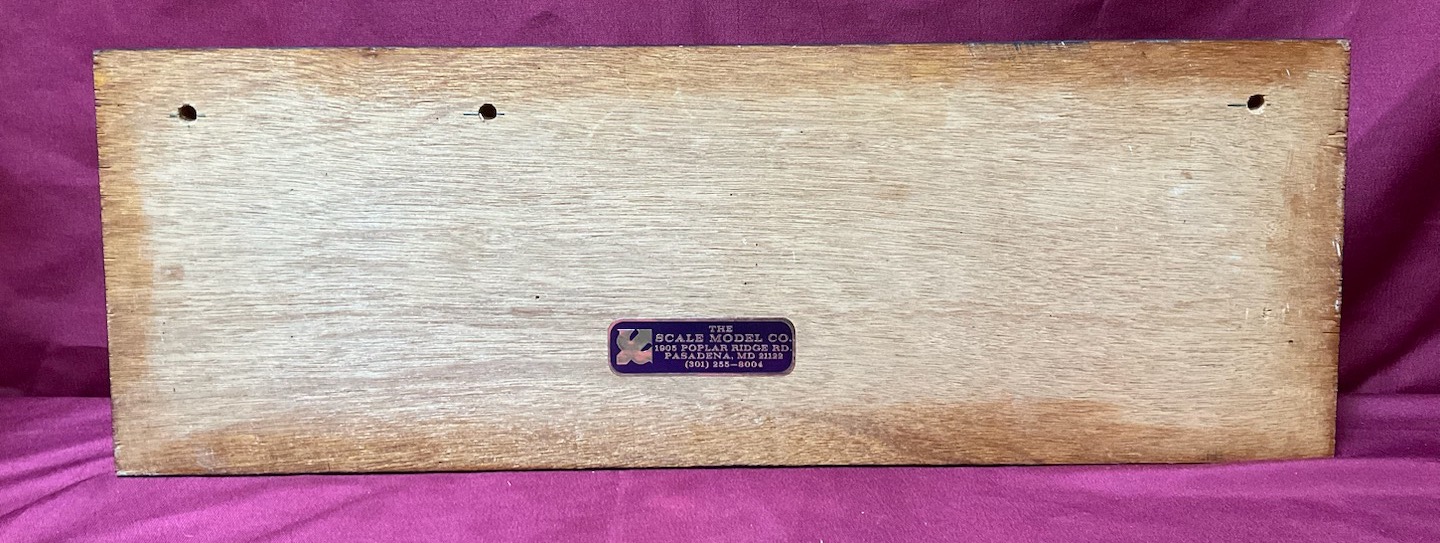 THE
SCALE MODEL CO.
1905 POPLAR RIDGE RD.
PASADENA, MD 21122
(301) 255—8004